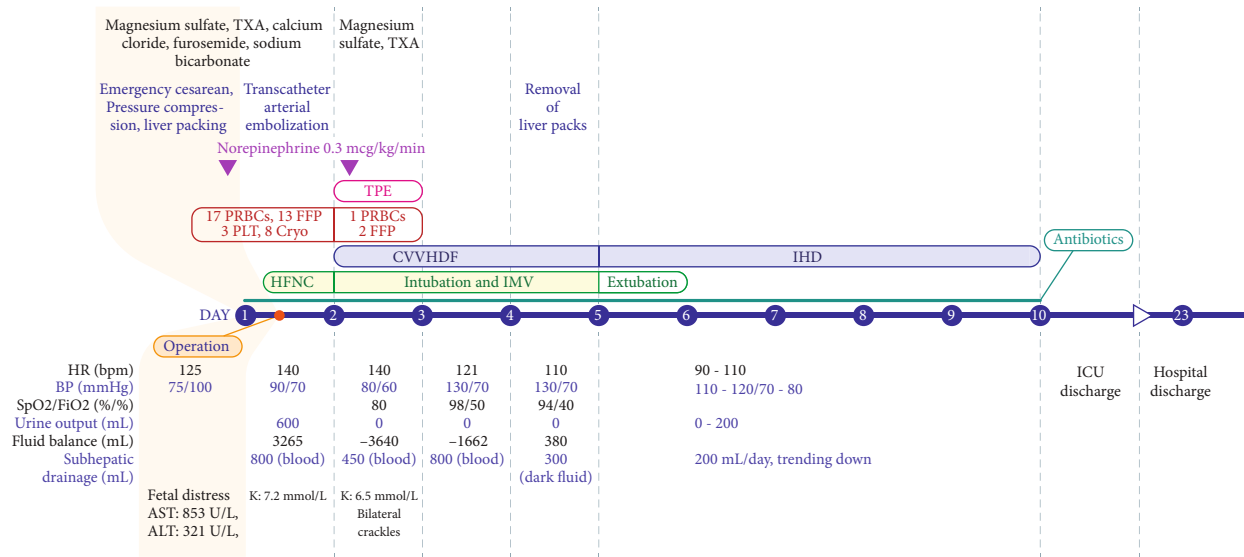 Magnesium sulfate, TXA, calcium
cloride, furosemide, sodium
bicarbonate
Magnesium
sulfate, TXA
Emergency cesarean,
Pressure compres-
sion, liver packing
Transcatheter
arterial
embolization
Removal
of
liver packs
Norepinephrine 0.3 mcg/kg/min
TPE
17 PRBCs, 13 FFP
3 PLT, 8 Cryo
1 PRBCs
2 FFP
Antibiotics
CVVHDF
IHD
HFNC
Intubation and IMV
Extubation
DAY 1 2 3 4 5 6 7 8 9 10 23
Operation
HR (bpm) 125 140 140 121 110 90 - 110
BP (mmHg) 75/100 90/70 80/60 130/70 130/70 110 - 120/70 - 80
SpO2/FiO2 (%/%) 80 98/50 94/40
Urine output (mL) 600 0 0 0 0 - 200
Fluid balance (mL) 3265 –3640 –1662 380
Subhepatic
drainage (mL)
800 (blood) 450 (blood) 800 (blood) 300
(dark fluid)
200 mL/day, trending down
ICU
discharge
Hospital
discharge
Fetal distress
AST: 853 U/L,
ALT: 321 U/L,
K: 7.2 mmol/L
K: 6.5 mmol/L
Bilateral
crackles